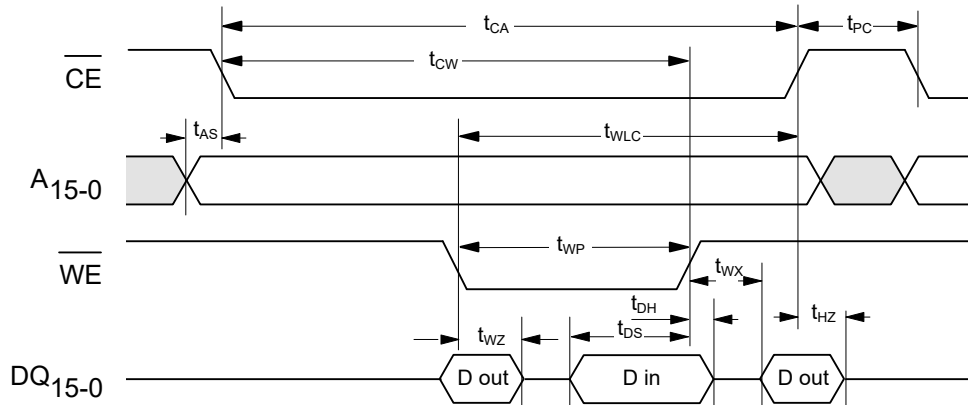 tCA
tPC
CE
tCW
tAS
tWLC
A15-0
WE
tWP
tWX
tDH
tHZ
tWZ
tDS
DQ15-0
D out
D in
D out